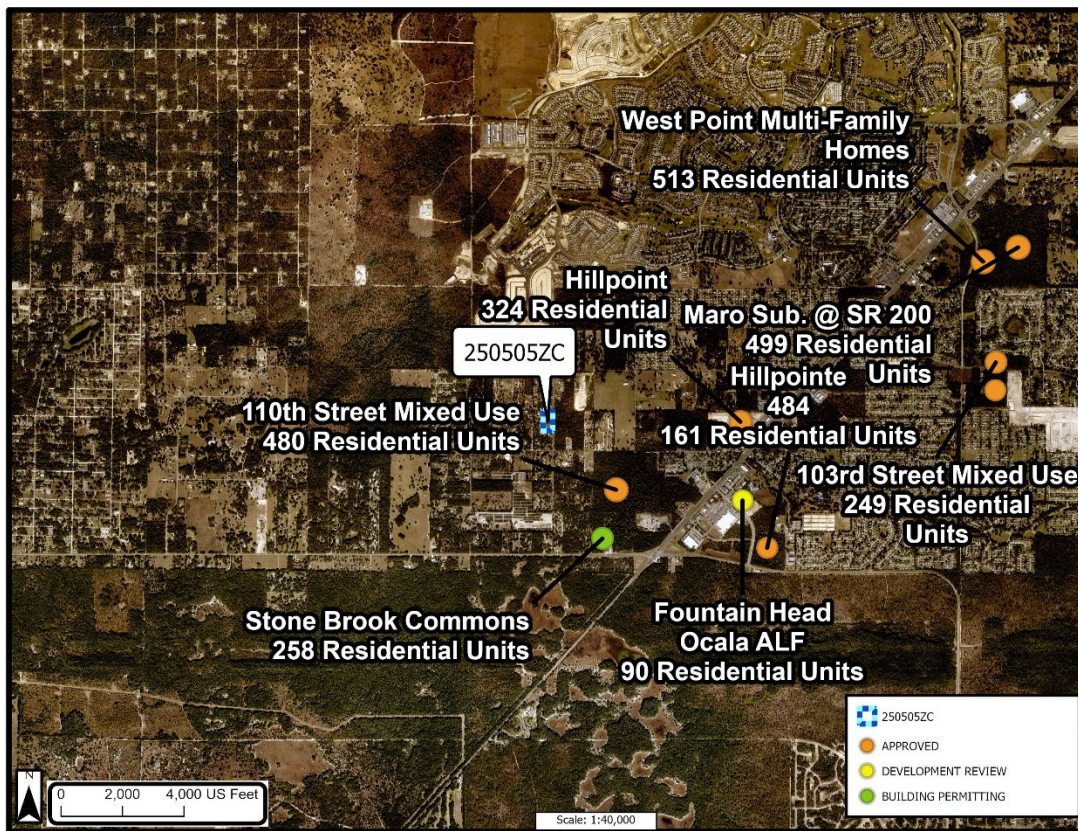 West Point Multi-Family
Homes
513 Residential Units
Hillpoint
324 Residential
Units
Maro Sub. @ SR 200
499 Residential
Units
250505ZC
Hillpointe
484
161 Residential Units
110th Street Mixed Use
480 Residential Units
103rd Street Mixed Use
249 Residential
Units
Stone Brook Commons
258 Residential Units
Fountain Head
Ocala ALF
90 Residential Units
250505ZC
APPROVED
DEVELOPMENT REVIEW
BUILDING PERMITTING
N
0 2,000 4,000 US Feet
Scale: 1:40,000